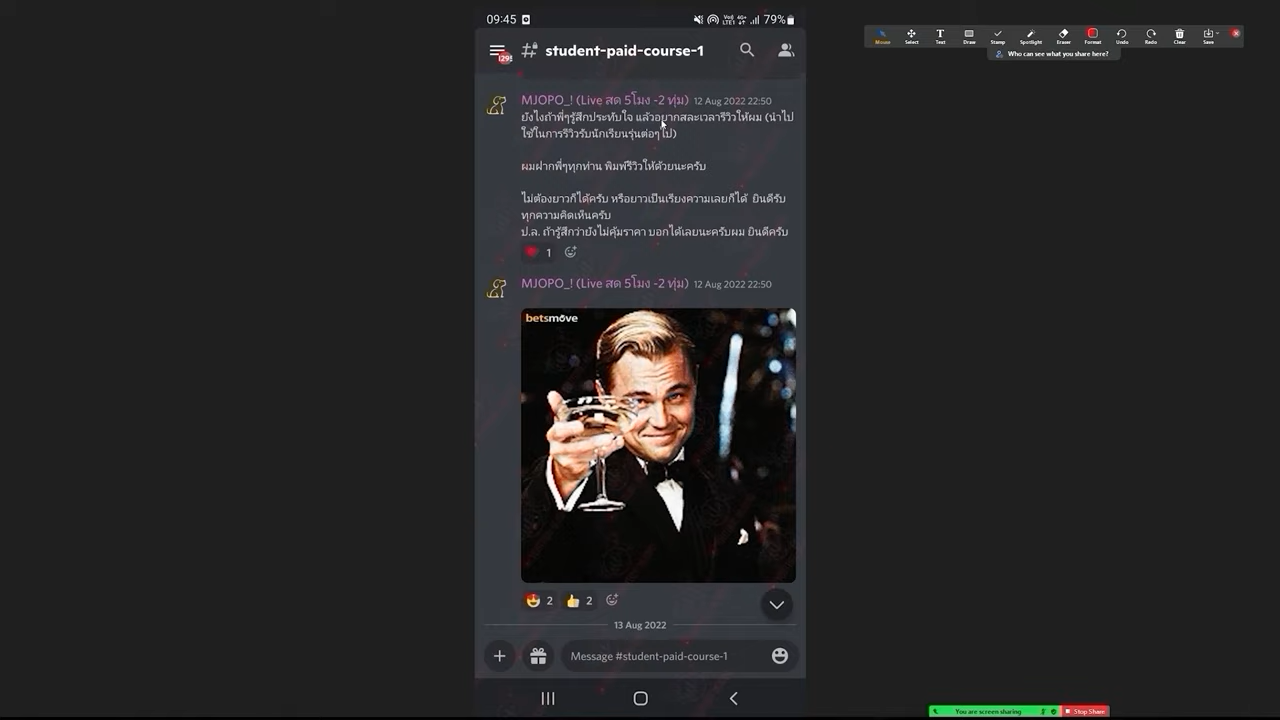 09:45
79%
Mouse
Select
Text
Draw
Stamp
Spotlight
Eraser
Format
Undo
Redo
Clear
Save
Who can see what you share here?
student-paid-course-1
MJOPO_! (Live สด 5โมง -2 ทุ่ม) 12 Aug 2022 22:50
ยังไงถ้าพี่ๆรู้สึกประทับใจ แล้วอยากสละเวลารีวิวให้ผม (นำไป
ใช้ในการรีวิวรับนักเรียนรุ่นต่อๆไป)
ผมฝากพี่ๆทุกท่าน พิมพ์รีวิวให้ด้วยนะครับ
ไม่ต้องยาวก็ได้ครับ หรือยาวเป็นเรียงความเลยก็ได้ ยินดีรับ
ทุกความคิดเห็นครับ
ป.ล. ถ้ารู้สึกว่ายังไม่คุ้มราคา บอกได้เลยนะครับผม ยินดีครับ
1
MJOPO_! (Live สด 5โมง -2 ทุ่ม) 12 Aug 2022 22:50
betsmove
2 2
13 Aug 2022
Message #student-paid-course-1
You are screen sharing
Stop Share